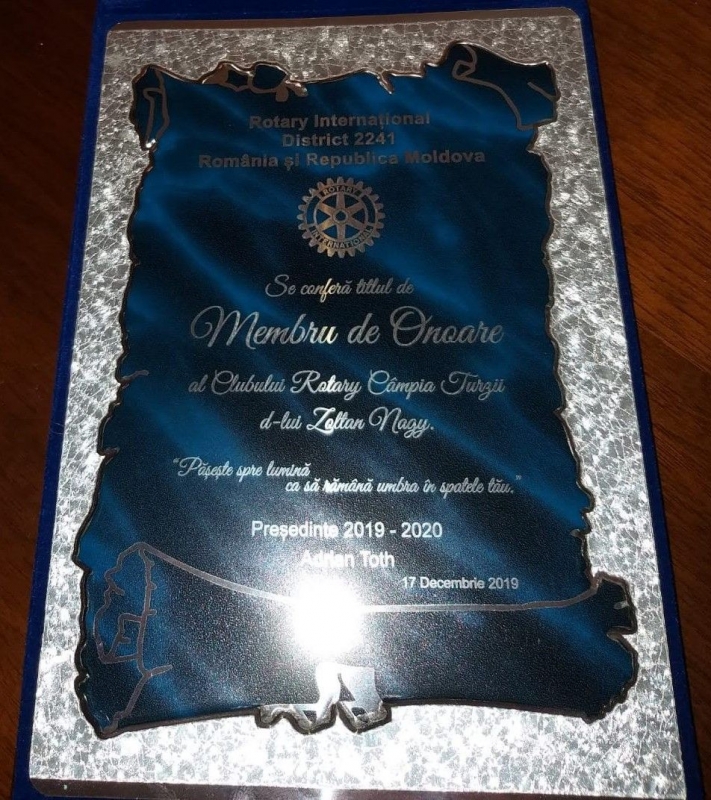 Rotary International
District 2241
România și Republica Moldova
ROTARY
INTERNATIONAL
Se conferă titlul de
Membru de Onoare
al Clubului Rotary Câmpia Turzii
d-lui Zoltan Nagy.
"Pășește spre lumină
ca să rămână umbra în spatele tău."
Președinte 2019 - 2020
Adrian Toth
17 Decembrie 2019